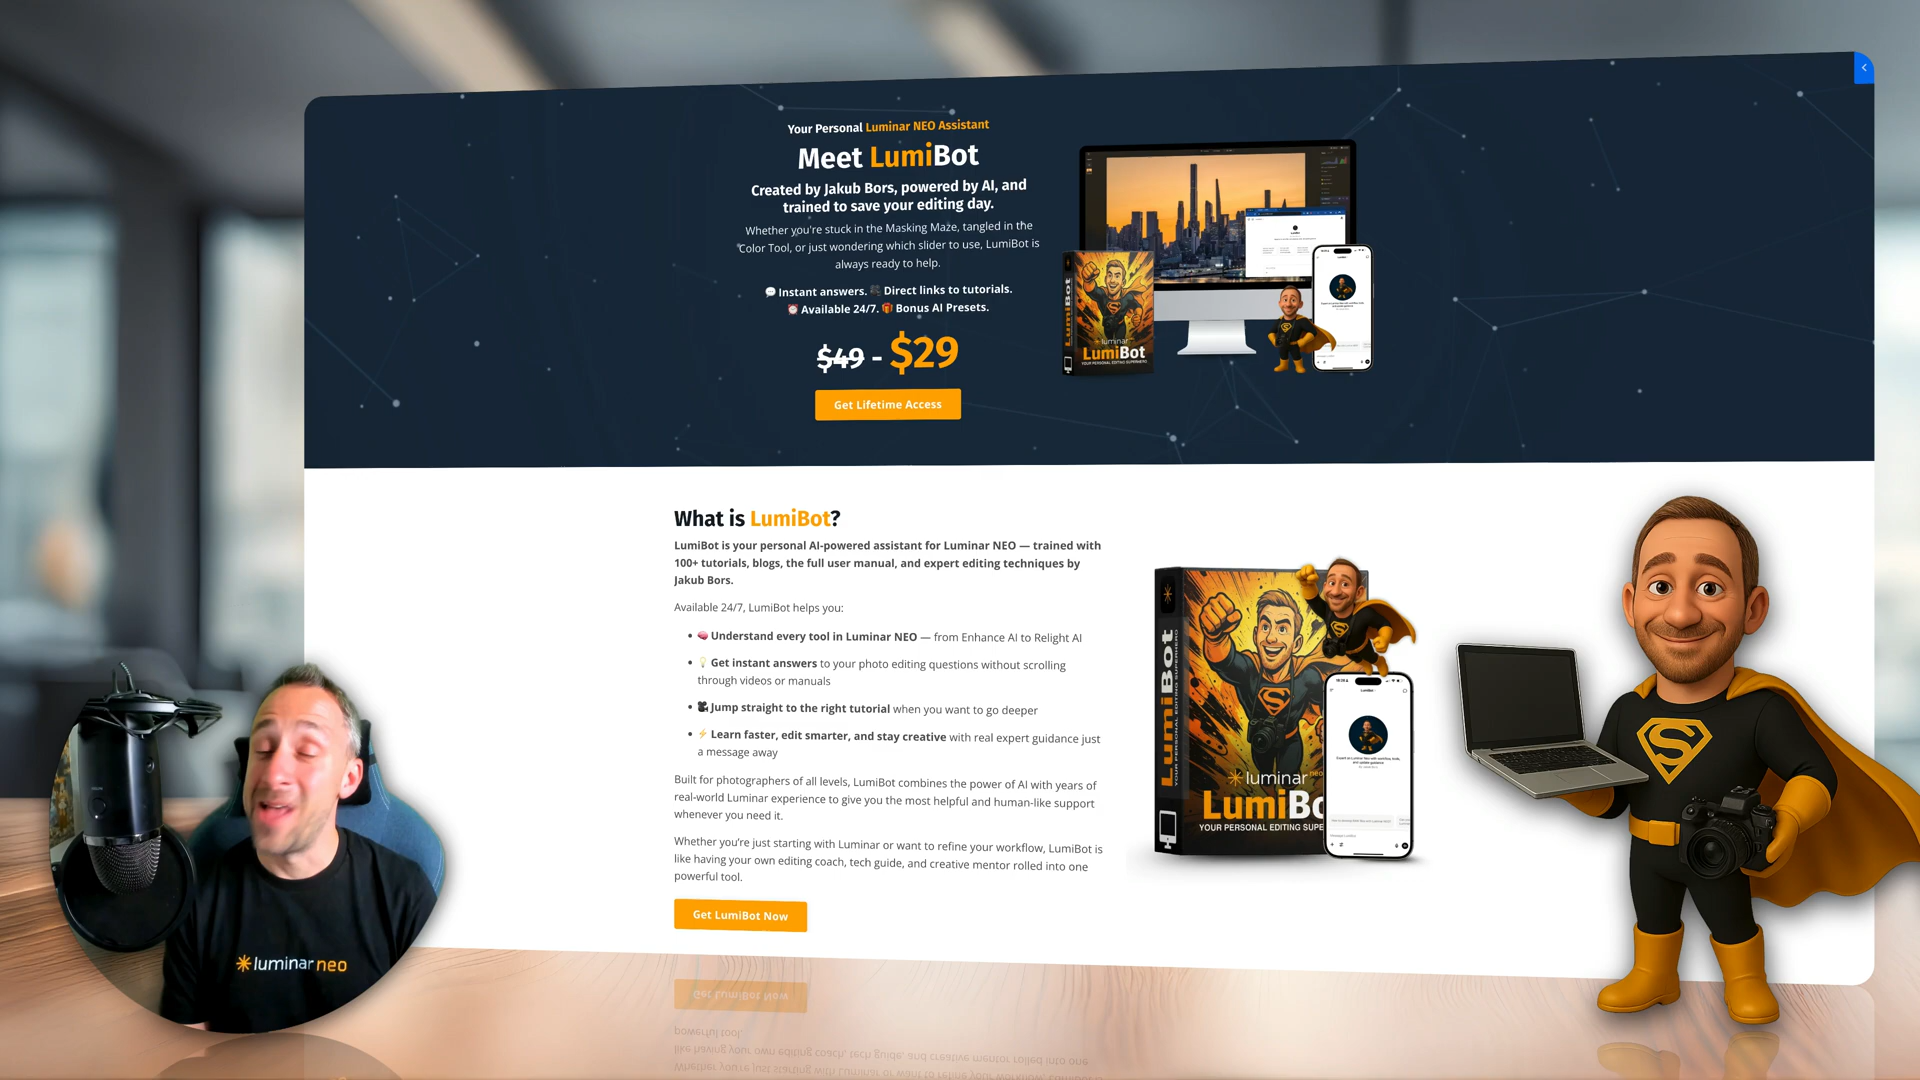 Your Personal Luminar NEO Assistant
Meet LumiBot
Created by Jakub Bors, powered by AI, and
trained to save your editing day.
Whether you're stuck in the Masking Maze, tangled in the
Color Tool, or just wondering which slider to use, LumiBot is
always ready to help.
💬 Instant answers. 🎥 Direct links to tutorials.
⏰ Available 24/7. 🎁 Bonus AI Presets.
$49 - $29
Get Lifetime Access
LumiBot
luminar
LumiBot
YOUR PERSONAL EDITING SUPERHERO
What is LumiBot?
LumiBot is your personal AI-powered assistant for Luminar NEO — trained with
100+ tutorials, blogs, the full user manual, and expert editing techniques by
Jakub Bors.
Available 24/7, LumiBot helps you:
• 🧠 Understand every tool in Luminar NEO — from Enhance AI to Relight AI
• 💡 Get instant answers to your photo editing questions without scrolling
through videos or manuals
• 🎥 Jump straight to the right tutorial when you want to go deeper
• ⚡ Learn faster, edit smarter, and stay creative with real expert guidance just
a message away
Built for photographers of all levels, LumiBot combines the power of AI with years of
real-world Luminar experience to give you the most helpful and human-like support
whenever you need it.
Whether you're just starting with Luminar or want to refine your workflow, LumiBot is
like having your own editing coach, tech guide, and creative mentor rolled into one
powerful tool.
Get LumiBot Now
LumiBot
YOUR PERSONAL EDITING SUPERHERO
luminar neo
LumiBo
YOUR PERSONAL EDITING SUPE
luminar neo